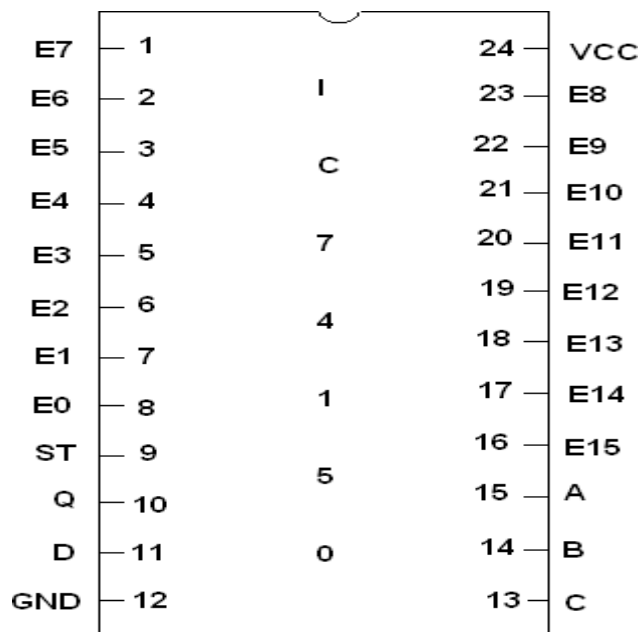 E7 1 24 VCC
I
E6 2 23 E8
E5 3 22 E9
C
E4 4 21 E10
E3 5 7 20 E11
E2 6 19 E12
4
E1 7 18 E13
E0 8 1 17 E14
ST 9 16 E15
5
Q 10 15 A
D 11 0 14 B
GND 12 13 C